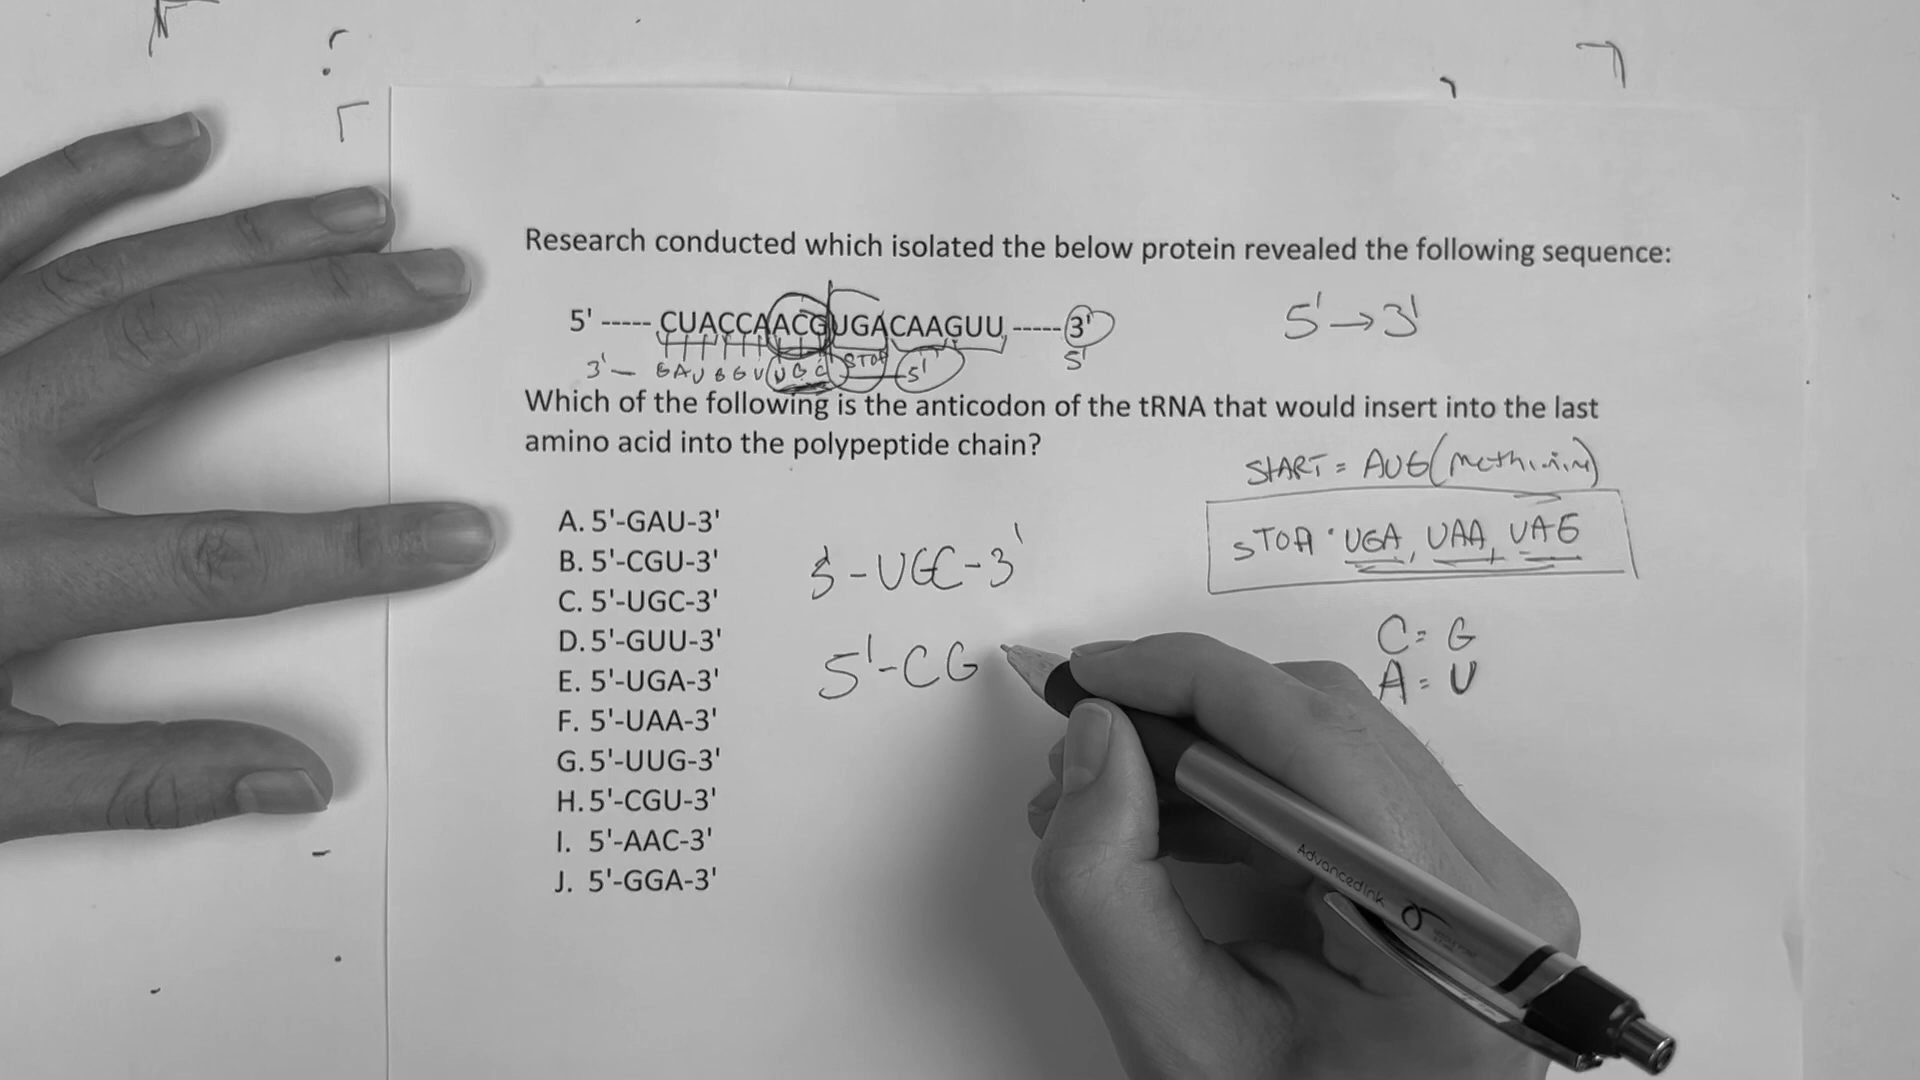 Research conducted which isolated the below protein revealed the following sequence:
5' ----- CUACCAACGUGACAAGUU ----- 3'
5' → 3'
3' — GAUGGUUGC STOP 5' 5'
Which of the following is the anticodon of the tRNA that would insert into the last
amino acid into the polypeptide chain?
START = AUG
STOP: UGA, UAA, UAG
A. 5'-GAU-3'
B. 5'-CGU-3'
C. 5'-UGC-3'
D. 5'-GUU-3'
E. 5'-UGA-3'
F. 5'-UAA-3'
G. 5'-UUG-3'
H. 5'-CGU-3'
I. 5'-AAC-3'
J. 5'-GGA-3'
-UGC-3'
5'-CG
C = G
A = U
AdvancedInk